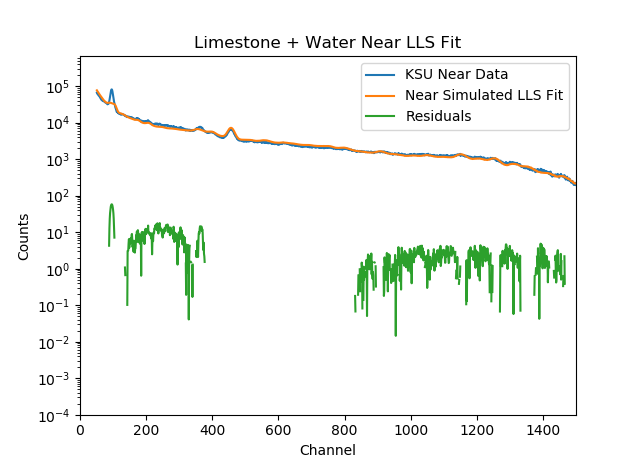 Limestone + Water Near LLS Fit
KSU Near Data
Near Simulated LLS Fit
Residuals
Counts
10^5
10^4
10^3
10^2
10^1
10^0
10^-1
10^-2
10^-3
10^-4
0 200 400 600 800 1000 1200 1400
Channel